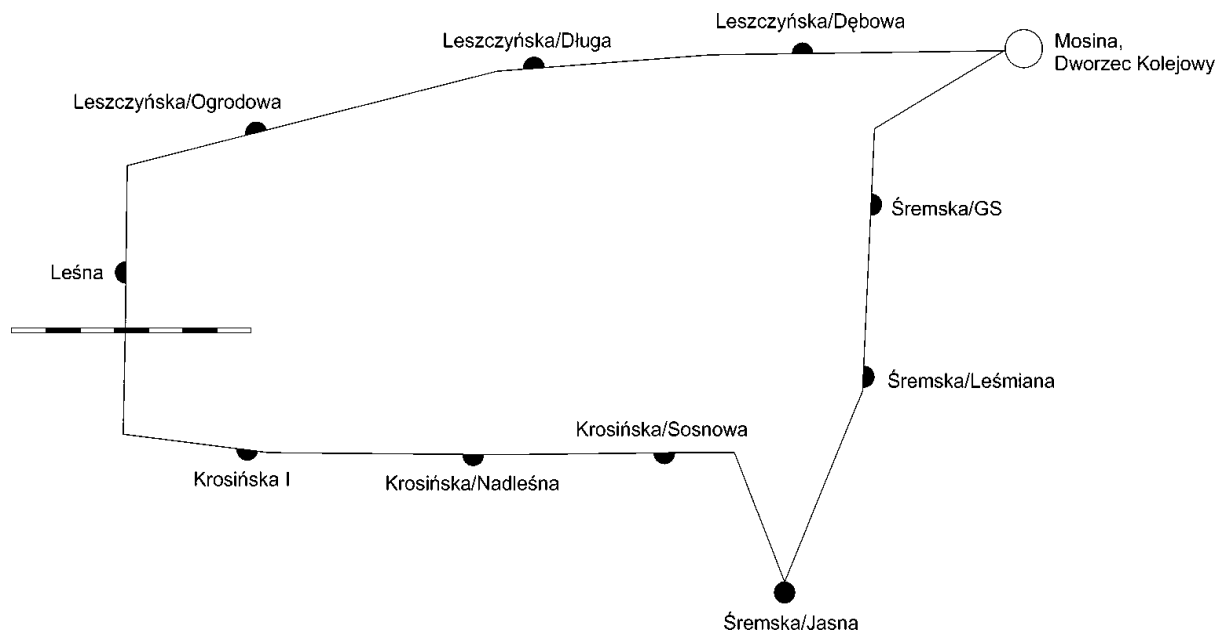 Leszczyńska/Dębowa
Leszczyńska/Długa
Mosina,
Dworzec Kolejowy
Leszczyńska/Ogrodowa
Śremska/GS
Leśna
Śremska/Leśmiana
Krosińska/Sosnowa
Krosińska I
Krosińska/Nadleśna
Śremska/Jasna